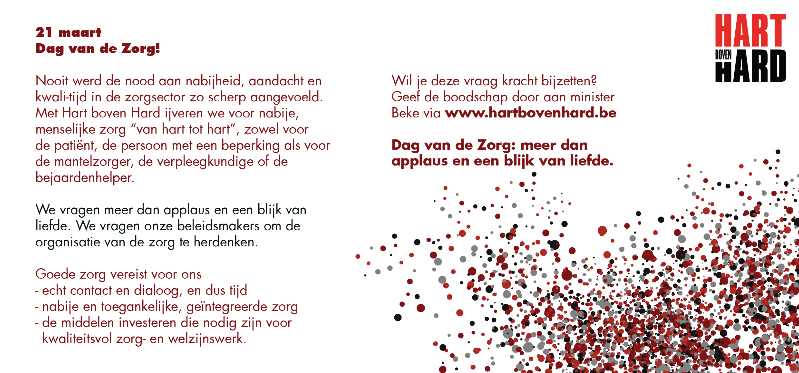 21 maart
Dag van de Zorg!
Nooit werd de nood aan nabijheid, aandacht en
kwali-tijd in de zorgsector zo scherp aangevoeld.
Met Hart boven Hard ijveren we voor nabije,
menselijke zorg "van hart tot hart", zowel voor
de patiënt, de persoon met een beperking als voor
de mantelzorger, de verpleegkundige of de
bejaardenhelper.
We vragen meer dan applaus en een blijk van
liefde. We vragen onze beleidsmakers om de
organisatie van de zorg te herdenken.
Goede zorg vereist voor ons
- echt contact en dialoog, en dus tijd
- nabije en toegankelijke, geïntegreerde zorg
- de middelen investeren die nodig zijn voor
kwaliteitsvol zorg- en welzijnswerk.
Wil je deze vraag kracht bijzetten?
Geef de boodschap door aan minister
Beke via www.hartbovenhard.be
Dag van de Zorg: meer dan
applaus en een blijk van liefde.
HART
BOVEN
HARD